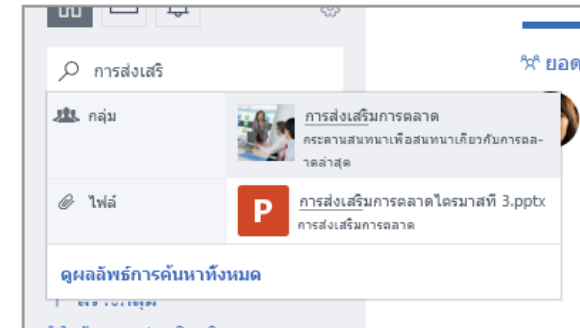 การส่งเสริ
ยอด
กลุ่ม
การส่งเสริมการตลาด
กระดานสนทนาเพื่อสนทนาเกี่ยวกับการตล-
าดล่าสุด
ไฟล์
P
การส่งเสริมการตลาดไตรมาสที่ 3.pptx
การส่งเสริมการตลาด
ดูผลลัพธ์การค้นหาทั้งหมด